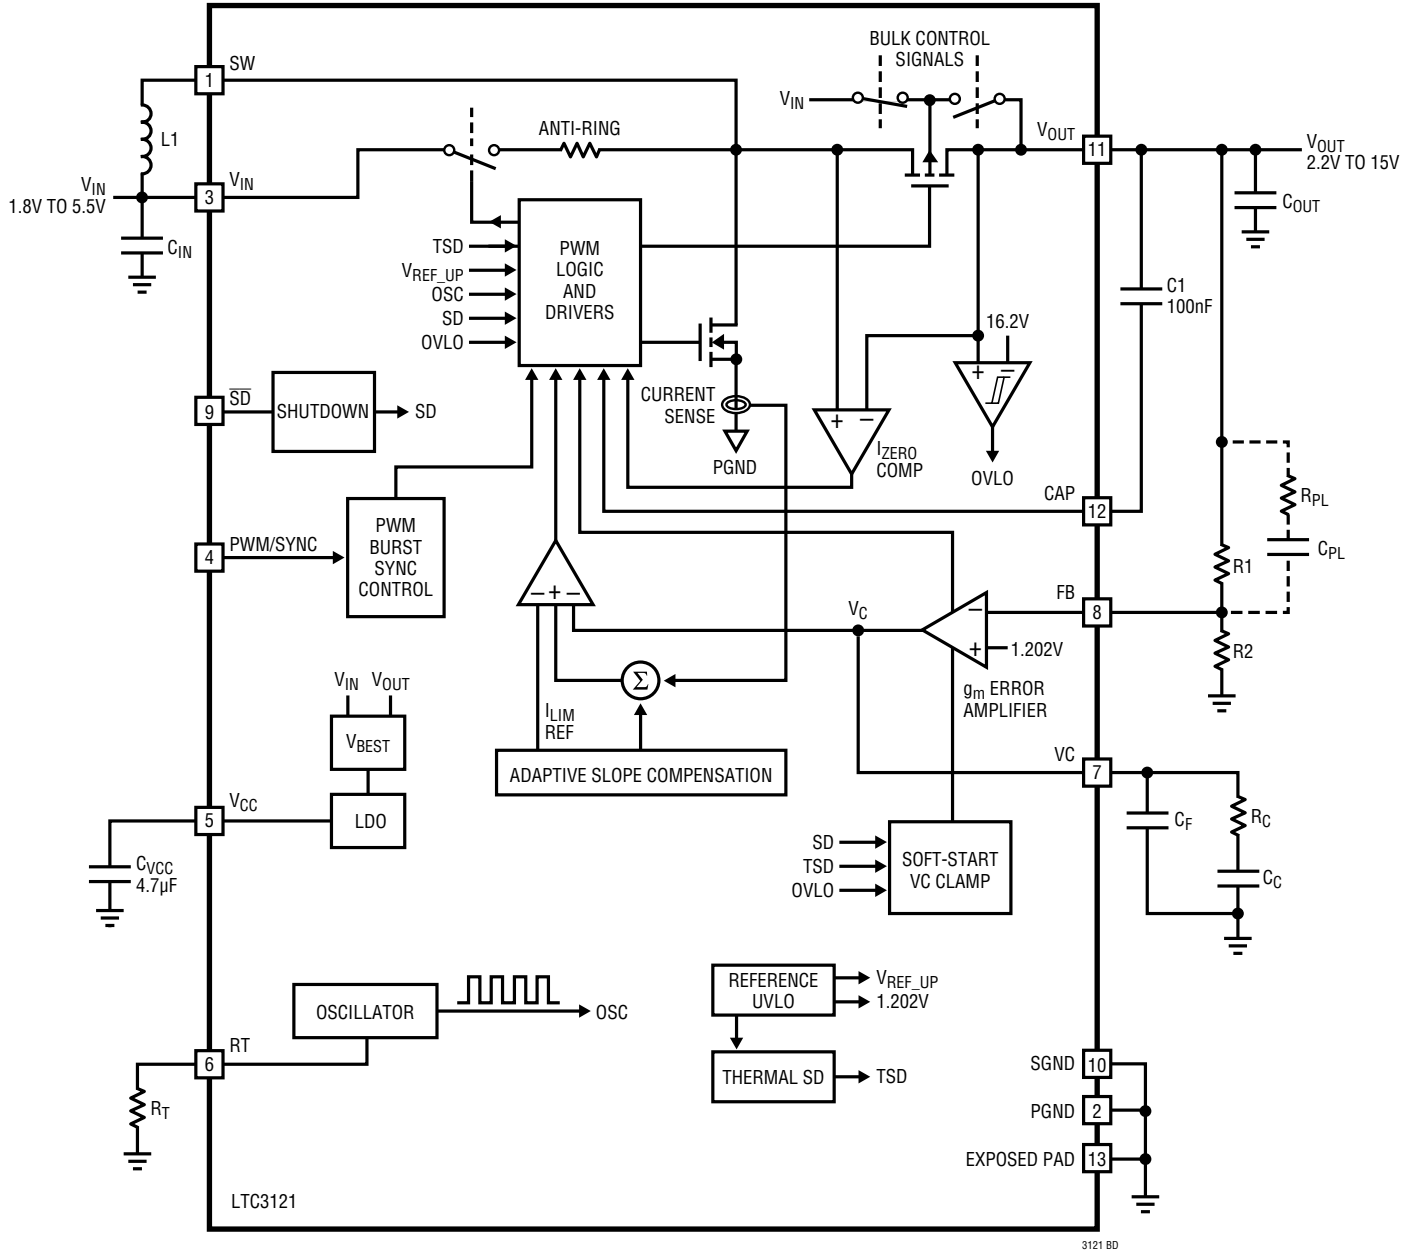 BULK CONTROL
SIGNALS
SW
1
VIN
VOUT
11
VOUT
2.2V TO 15V
ANTI-RING
L1
VIN
1.8V TO 5.5V
3
VIN
CIN
COUT
TSD
VREF_UP
OSC
SD
OVLO
PWM
LOGIC
AND
DRIVERS
C1
100nF
16.2V
+
–
CURRENT
SENSE
PGND
+
–
IZERO
COMP
OVLO
9
SD
SHUTDOWN
SD
CAP
12
RPL
CPL
4
PWM/SYNC
PWM
BURST
SYNC
CONTROL
– + –
VC
–
+
1.202V
FB
8
R1
R2
gm ERROR
AMPLIFIER
Σ
ILIM
REF
ADAPTIVE SLOPE COMPENSATION
VIN
VOUT
VBEST
LDO
VC
7
CF
RC
CC
5
VCC
CVCC
4.7µF
SD
TSD
OVLO
SOFT-START
VC CLAMP
REFERENCE
UVLO
VREF_UP
1.202V
OSCILLATOR
OSC
THERMAL SD
TSD
6
RT
RT
SGND
10
PGND
2
EXPOSED PAD
13
LTC3121
3121 BD